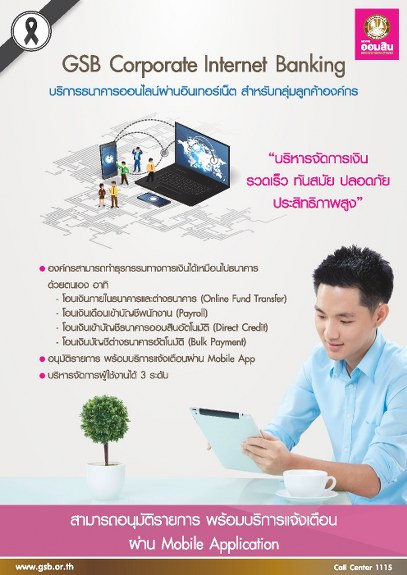 ธนาคาร
ออมสิน
GSB Corporate Internet Banking
บริการธนาคารออนไลน์ผ่านอินเทอร์เน็ต สำหรับกลุ่มลูกค้าองค์กร
“บริหารจัดการเงิน
รวดเร็ว ทันสมัย ปลอดภัย
ประสิทธิภาพสูง”
● องค์กรสามารถทำธุรกรรมทางการเงินได้เหมือนไปธนาคาร
ด้วยตนเอง อาทิ
- โอนเงินภายในธนาคารและต่างธนาคาร (Online Fund Transfer)
- โอนเงินเดือนเข้าบัญชีพนักงาน (Payroll)
- โอนเงินเข้าบัญชีธนาคารออมสินอัตโนมัติ (Direct Credit)
- โอนเงินบัญชีต่างธนาคารอัตโนมัติ (Bulk Payment)
● อนุมัติรายการ พร้อมบริการแจ้งเตือนผ่าน Mobile App
● บริหารจัดการผู้ใช้งานได้ 3 ระดับ
สามารถอนุมัติรายการ พร้อมบริการแจ้งเตือน
ผ่าน Mobile Application
www.gsb.or.th
Call Center 1115